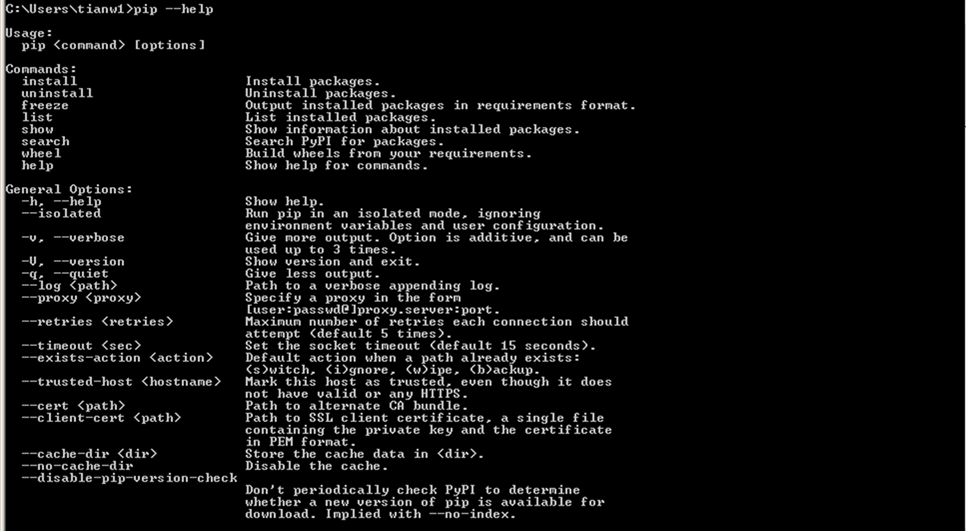 C:\Users\tianw1>pip --help
Usage:
  pip <command> [options]
Commands:
  install                     Install packages.
  uninstall                   Uninstall packages.
  freeze                      Output installed packages in requirements format.
  list                        List installed packages.
  show                        Show information about installed packages.
  search                      Search PyPI for packages.
  wheel                       Build wheels from your requirements.
  help                        Show help for commands.
General Options:
  -h, --help                  Show help.
  --isolated                  Run pip in an isolated mode, ignoring
                              environment variables and user configuration.
  -v, --verbose               Give more output. Option is additive, and can be
                              used up to 3 times.
  -V, --version               Show version and exit.
  -q, --quiet                 Give less output.
  --log <path>                Path to a verbose appending log.
  --proxy <proxy>             Specify a proxy in the form
                              [user:passwd@]proxy.server:port.
  --retries <retries>         Maximum number of retries each connection should
                              attempt (default 5 times).
  --timeout <sec>             Set the socket timeout (default 15 seconds).
  --exists-action <action>    Default action when a path already exists:
                              (s)witch, (i)gnore, (w)ipe, (b)ackup.
  --trusted-host <hostname>   Mark this host as trusted, even though it does
                              not have valid or any HTTPS.
  --cert <path>               Path to alternate CA bundle.
  --client-cert <path>        Path to SSL client certificate, a single file
                              containing the private key and the certificate
                              in PEM format.
  --cache-dir <dir>           Store the cache data in <dir>.
  --no-cache-dir              Disable the cache.
  --disable-pip-version-check
                              Don't periodically check PyPI to determine
                              whether a new version of pip is available for
                              download. Implied with --no-index.